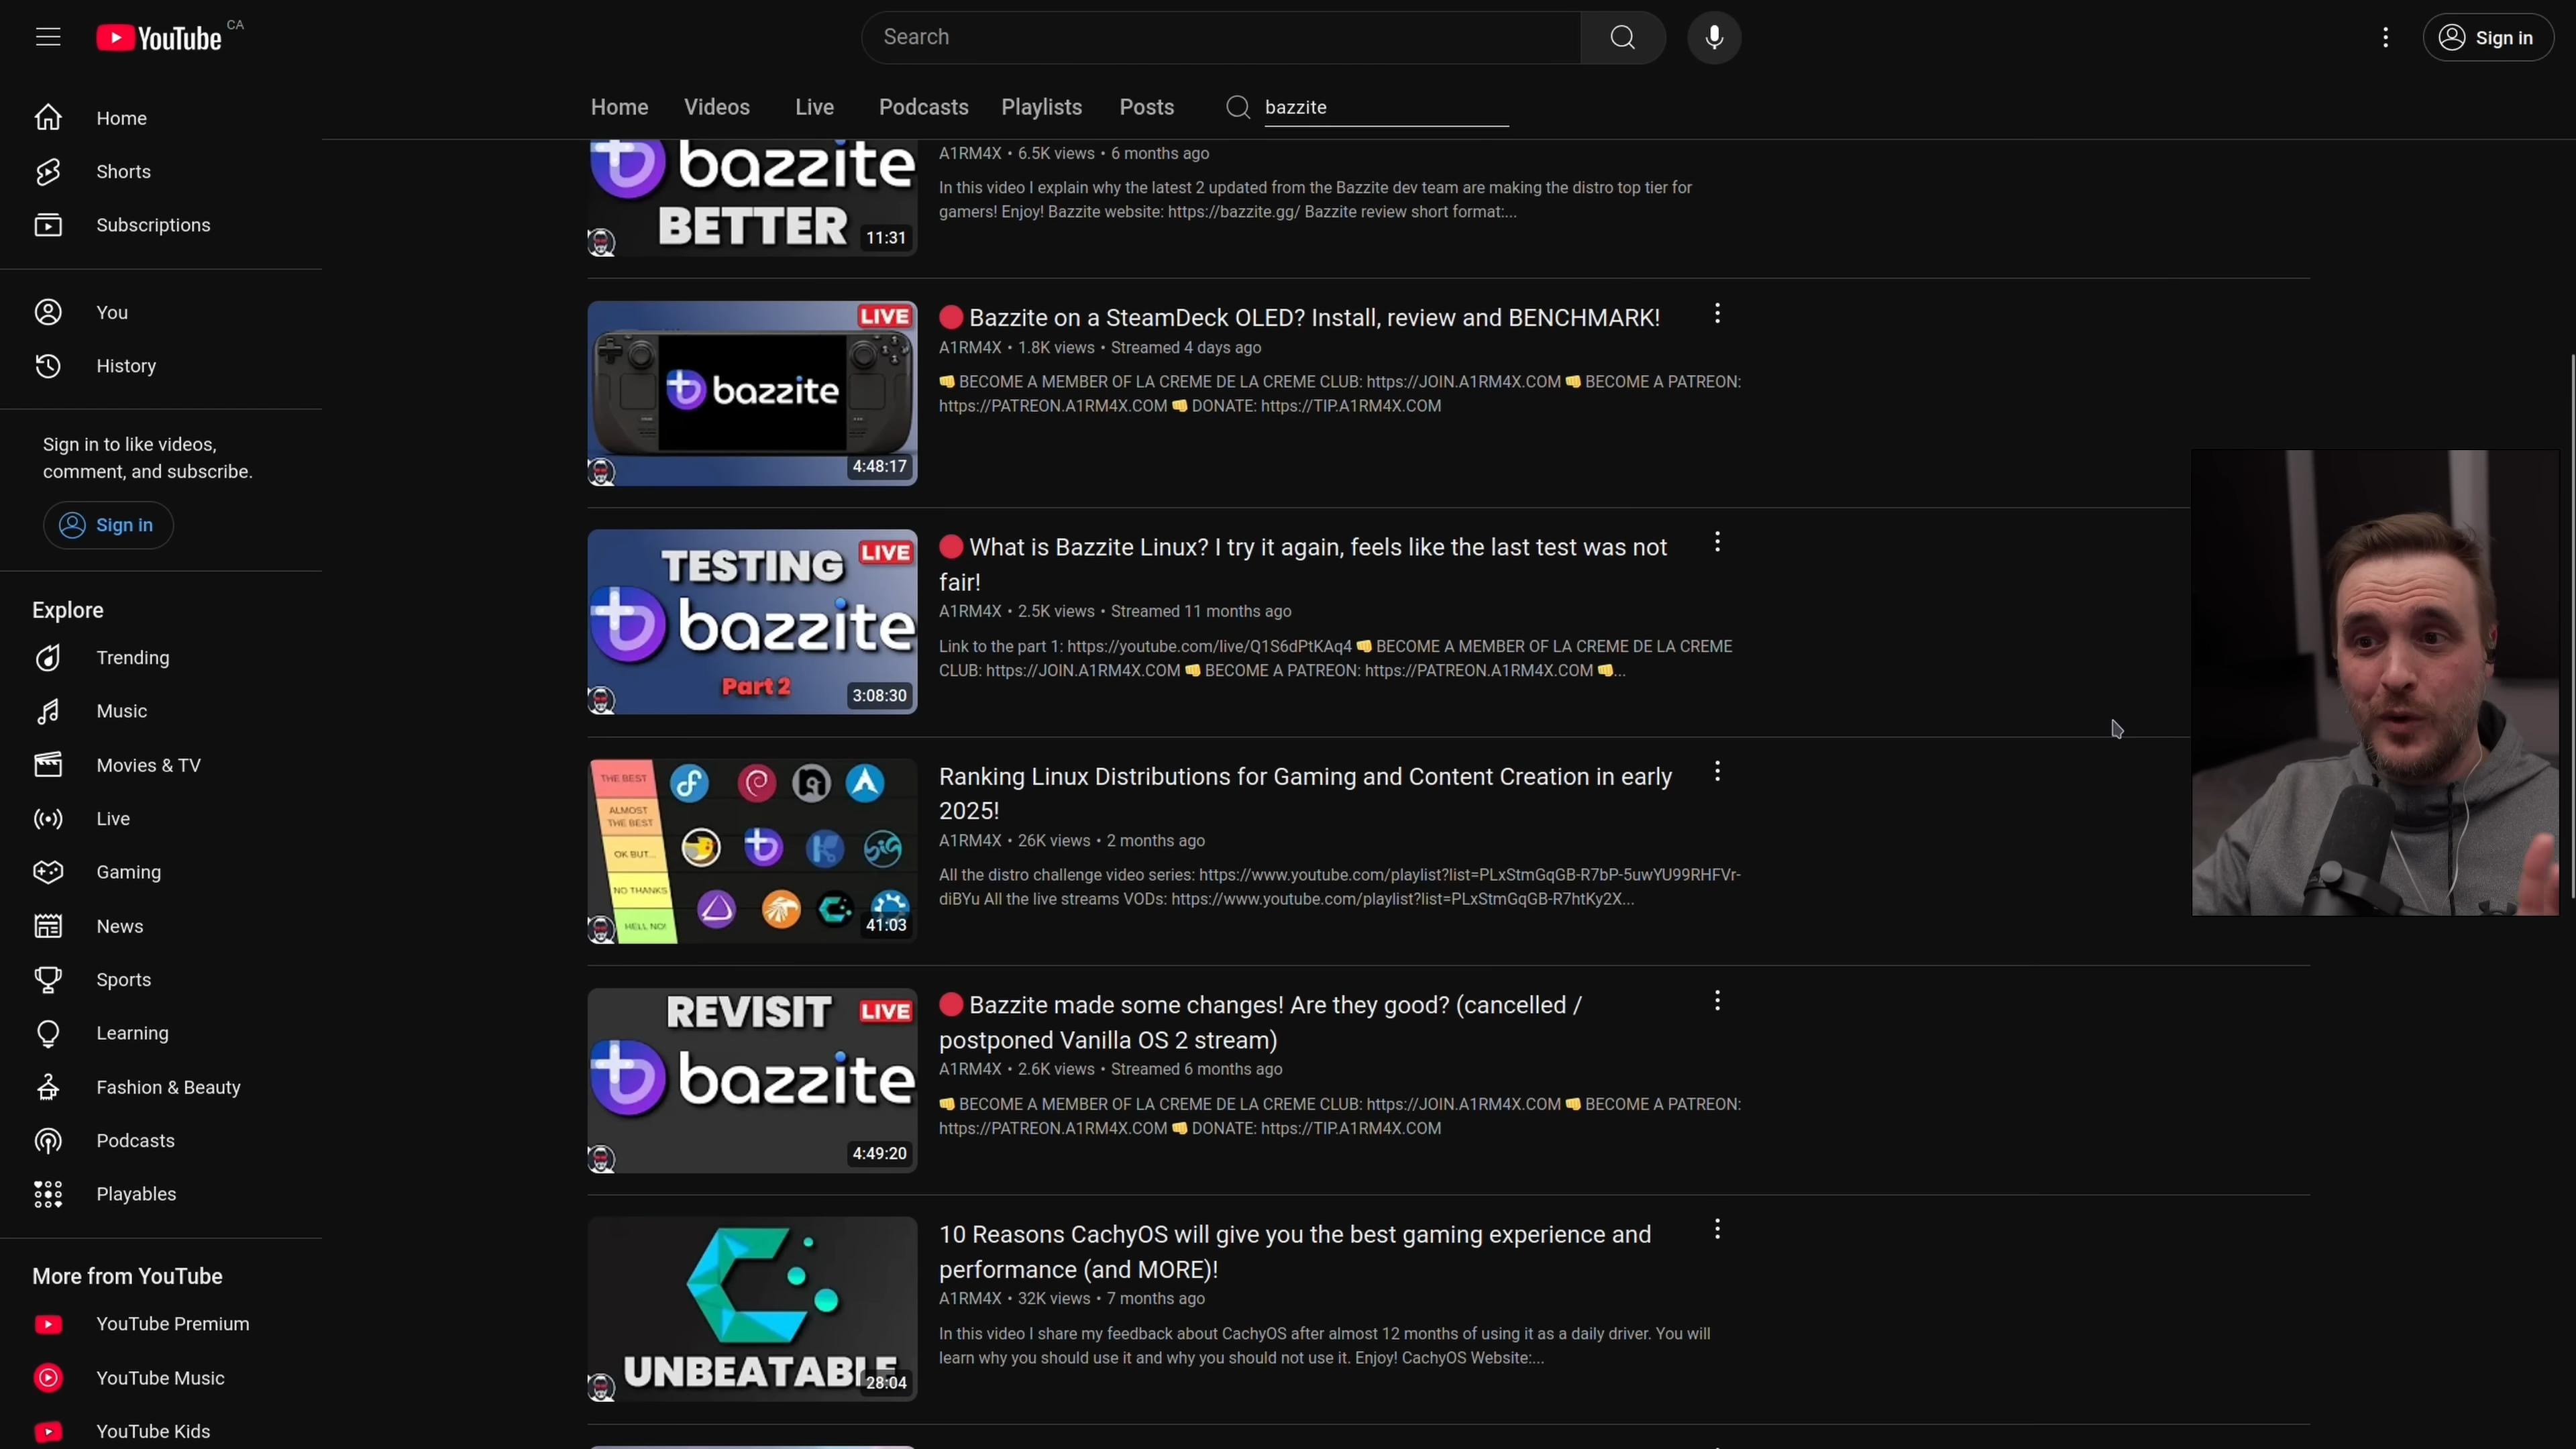 YouTube CA
Search
Sign in
Home
Shorts
Subscriptions
You
History
Sign in to like videos,
comment, and subscribe.
Sign in
Explore
Trending
Music
Movies & TV
Live
Gaming
News
Sports
Learning
Fashion & Beauty
Podcasts
Playables
More from YouTube
YouTube Premium
YouTube Music
YouTube Kids
Home Videos Live Podcasts Playlists Posts bazzite
bazzite
BETTER
11:31
A1RM4X • 6.5K views • 6 months ago
In this video I explain why the latest 2 updated from the Bazzite dev team are making the distro top tier for
gamers! Enjoy! Bazzite website: https://bazzite.gg/ Bazzite review short format:...
LIVE
bazzite
4:48:17
🔴 Bazzite on a SteamDeck OLED? Install, review and BENCHMARK!
A1RM4X • 1.8K views • Streamed 4 days ago
👊 BECOME A MEMBER OF LA CREME DE LA CREME CLUB: https://JOIN.A1RM4X.COM 👊 BECOME A PATREON:
https://PATREON.A1RM4X.COM 👊 DONATE: https://TIP.A1RM4X.COM
TESTING LIVE
bazzite
Part 2
3:08:30
🔴 What is Bazzite Linux? I try it again, feels like the last test was not
fair!
A1RM4X • 2.5K views • Streamed 11 months ago
Link to the part 1: https://youtube.com/live/Q1S6dPtKAq4 👊 BECOME A MEMBER OF LA CREME DE LA CREME
CLUB: https://JOIN.A1RM4X.COM 👊 BECOME A PATREON: https://PATREON.A1RM4X.COM 👊...
THE BEST
ALMOST
THE BEST
OK BUT...
NO THANKS
HELL NO!
41:03
Ranking Linux Distributions for Gaming and Content Creation in early
2025!
A1RM4X • 26K views • 2 months ago
All the distro challenge video series: https://www.youtube.com/playlist?list=PLxStmGqGB-R7bP-5uwYU99RHFVr-
diBYu All the live streams VODs: https://www.youtube.com/playlist?list=PLxStmGqGB-R7htKy2X...
REVISIT LIVE
bazzite
4:49:20
🔴 Bazzite made some changes! Are they good? (cancelled /
postponed Vanilla OS 2 stream)
A1RM4X • 2.6K views • Streamed 6 months ago
👊 BECOME A MEMBER OF LA CREME DE LA CREME CLUB: https://JOIN.A1RM4X.COM 👊 BECOME A PATREON:
https://PATREON.A1RM4X.COM 👊 DONATE: https://TIP.A1RM4X.COM
UNBEATABLE
28:04
10 Reasons CachyOS will give you the best gaming experience and
performance (and MORE)!
A1RM4X • 32K views • 7 months ago
In this video I share my feedback about CachyOS after almost 12 months of using it as a daily driver. You will
learn why you should use it and why you should not use it. Enjoy! CachyOS Website:...